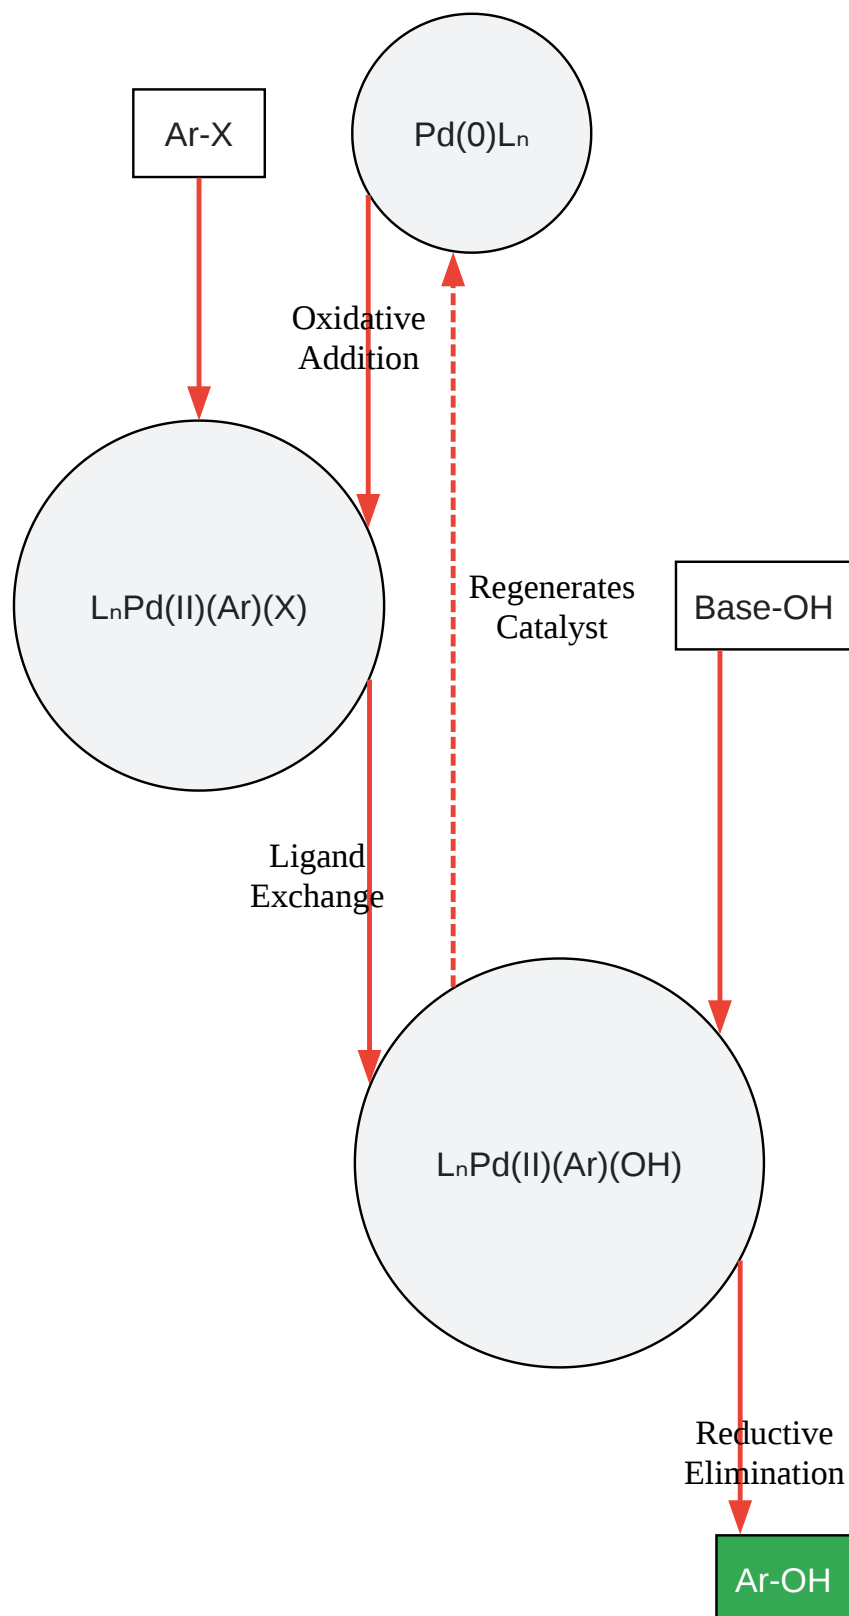 Ar-X
Pd(0)Lₙ
Oxidative
Addition
LₙPd(II)(Ar)(X)
Regenerates
Catalyst
Base-OH
Ligand
Exchange
LₙPd(II)(Ar)(OH)
Reductive
Elimination
Ar-OH